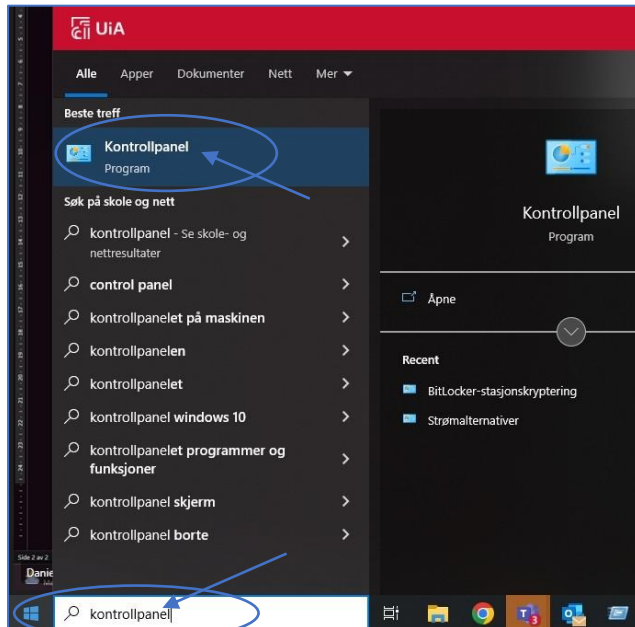 UiA
Alle Apper Dokumenter Nett Mer
Beste treff
Kontrollpanel
Program
Søk på skole og nett
kontrollpanel - Se skole- og
nettresultater
control panel
kontrollpanelet på maskinen
kontrollpanelen
kontrollpanelet
kontrollpanel windows 10
kontrollpanelet programmer og
funksjoner
kontrollpanel skjerm
kontrollpanel borte
Kontrollpanel
Program
Åpne
Recent
BitLocker-stasjonskryptering
Strømalternativer
Side 2 av 2
Danie
kontrollpanel
3